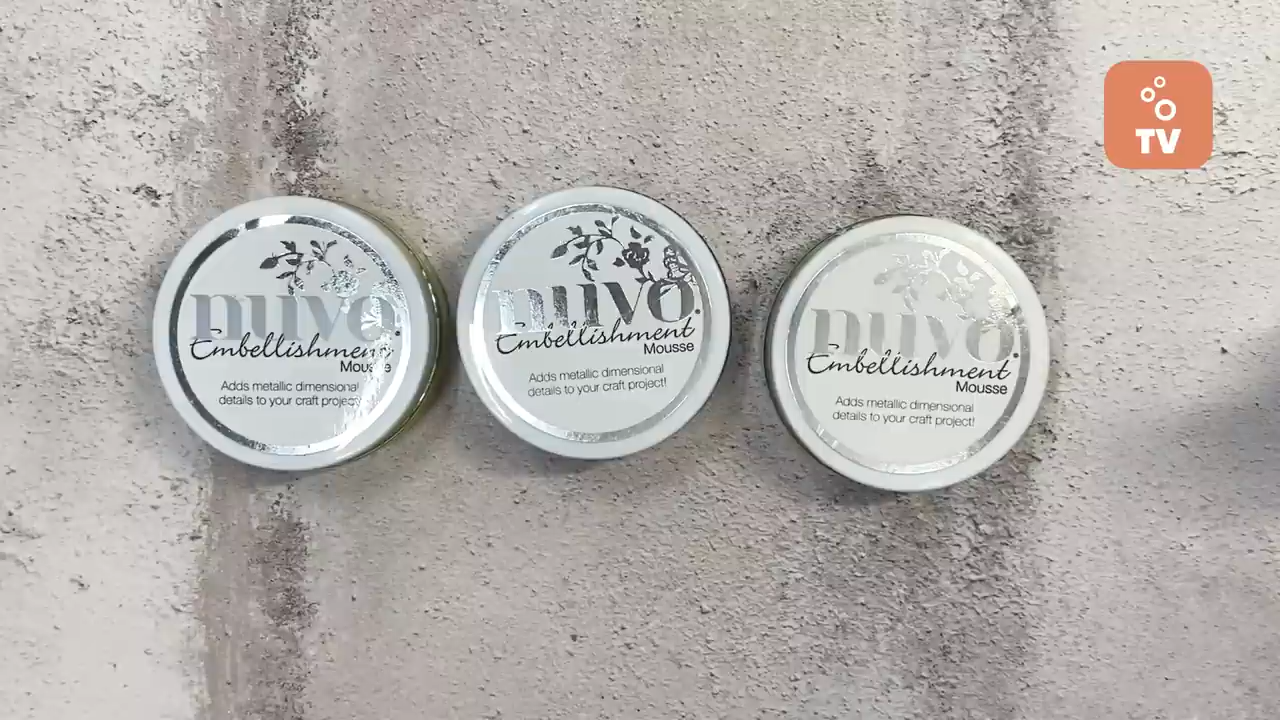 nuvo
Embellishment
Mousse
Adds metallic dimensional
details to your craft project!
nuvo
Embellishment
Mousse
Adds metallic dimensional
details to your craft project!
nuvo
Embellishment
Mousse
Adds metallic dimensional
details to your craft project!
TV